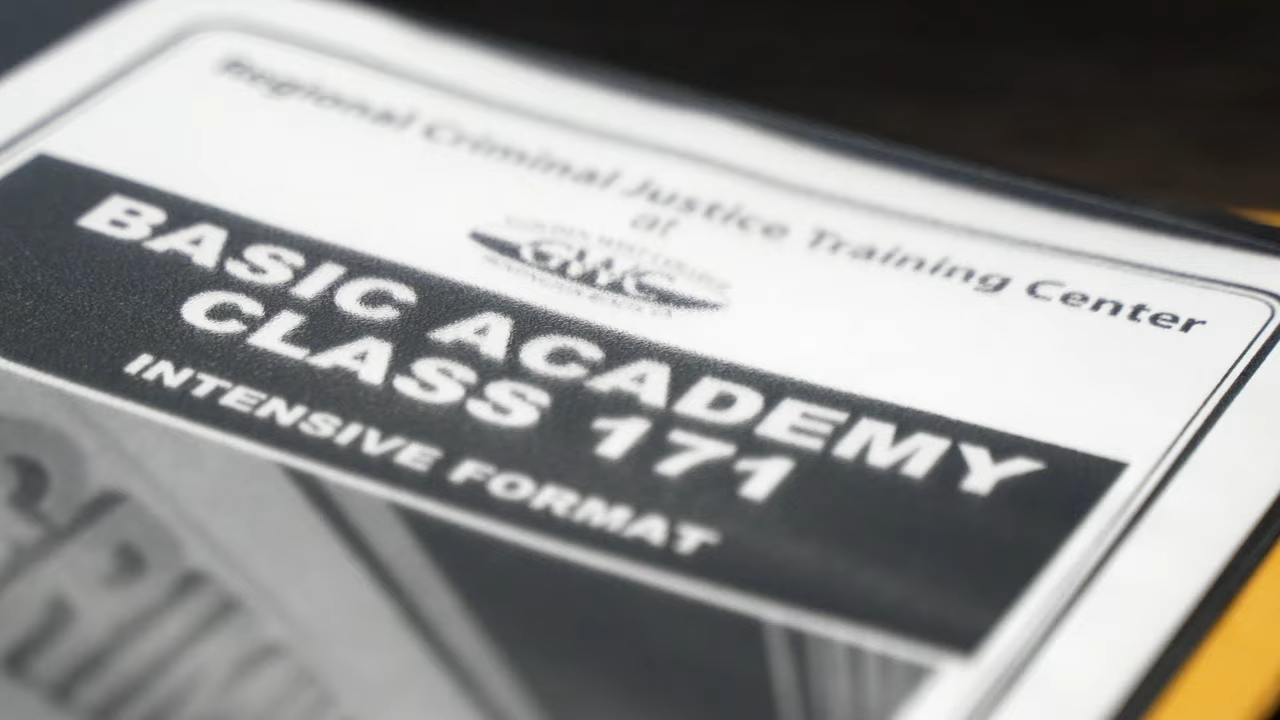 Regional Criminal Justice Training Center
at
GWC
BASIC ACADEMY
CLASS 171
INTENSIVE FORMAT